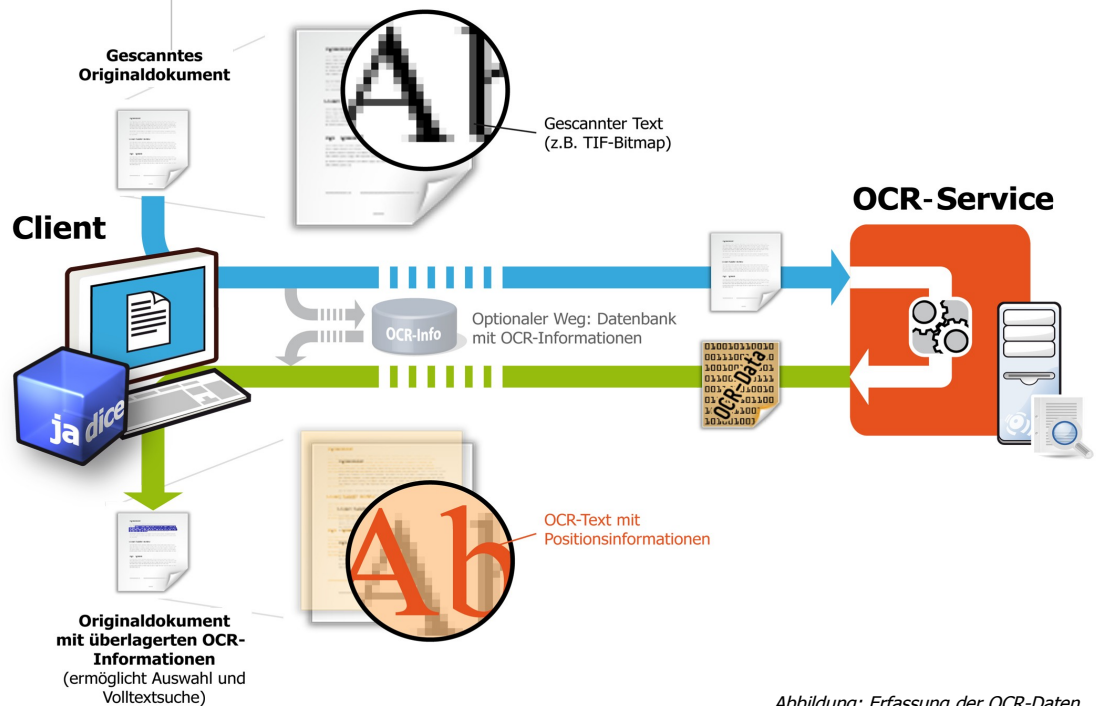 Gescanntes
Originaldokument
Gescannter Text
(z.B. TIF-Bitmap)
OCR-Service
Client
OCR-Info
Optionaler Weg: Datenbank
mit OCR-Informationen
OCR-Data
ja dice
OCR-Text mit
Positionsinformationen
Ab
Originaldokument
mit überlagerten OCR-
Informationen
(ermöglicht Auswahl und
Volltextsuche)
Abbildung: Erfassung der OCR-Daten